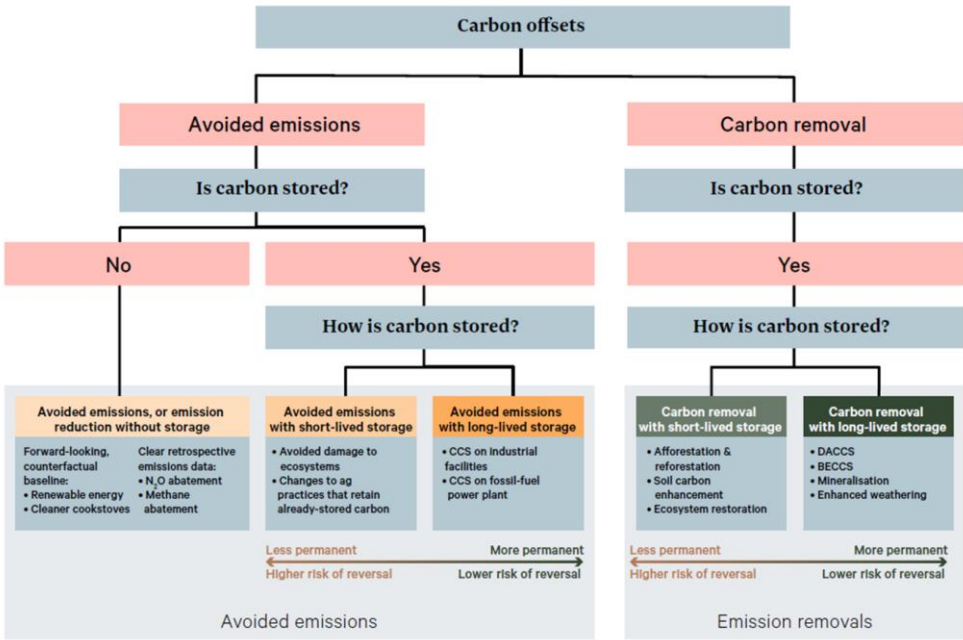 Carbon offsets
Avoided emissions
Carbon removal
Is carbon stored?
Is carbon stored?
No
Yes
Yes
How is carbon stored?
How is carbon stored?
Avoided emissions, or emission
reduction without storage
Forward-looking,
counterfactual
baseline:
• Renewable energy
• Cleaner cookstoves
Clear retrospective
emissions data:
• N₂O abatement
• Methane
abatement
Avoided emissions
with short-lived storage
• Avoided damage to
ecosystems
• Changes to ag
practices that retain
already-stored carbon
Avoided emissions
with long-lived storage
• CCS on industrial
facilities
• CCS on fossil-fuel
power plant
Carbon removal
with short-lived storage
• Afforestation &
reforestation
• Soil carbon
enhancement
• Ecosystem restoration
Carbon removal
with long-lived storage
• DACCS
• BECCS
• Mineralisation
• Enhanced weathering
Less permanent
More permanent
Higher risk of reversal
Lower risk of reversal
Less permanent
More permanent
Higher risk of reversal
Lower risk of reversal
Avoided emissions
Emission removals